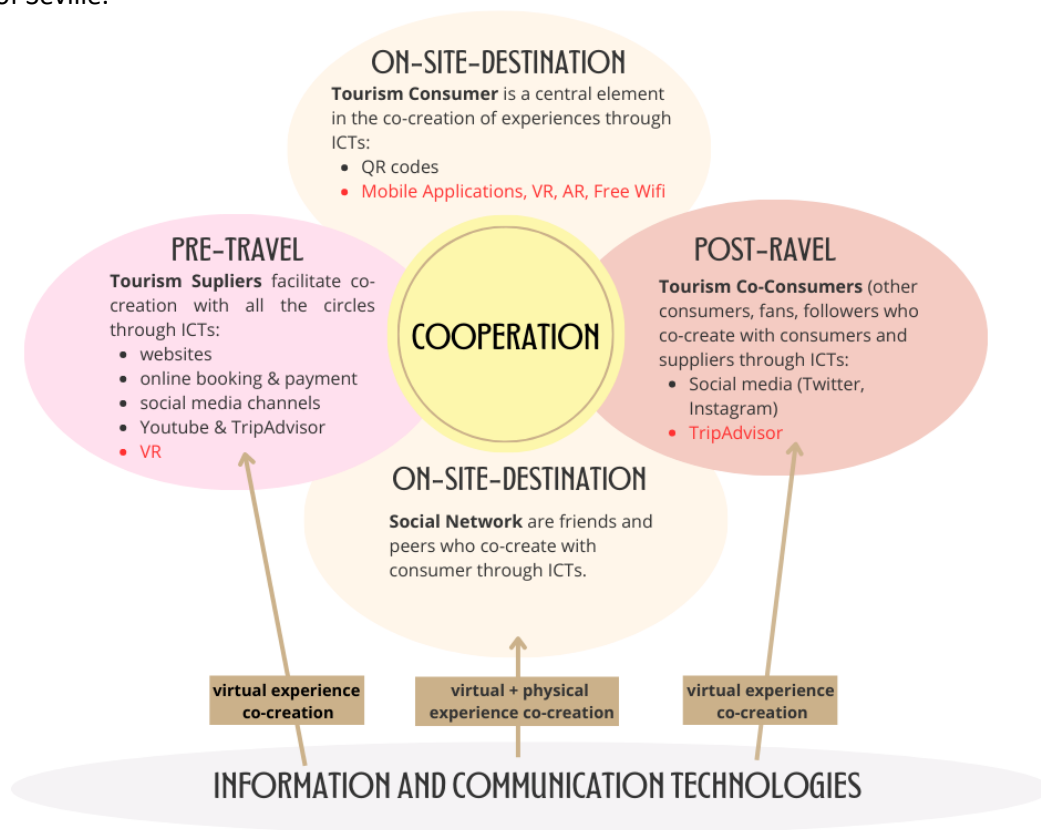 of Seville.
ON-SITE-DESTINATION
Tourism Consumer is a central element
in the co-creation of experiences through
ICTs:
• QR codes
• Mobile Applications, VR, AR, Free Wifi
PRE-TRAVEL
Tourism Supliers facilitate co-
creation with all the circles
through ICTs:
• websites
• online booking & payment
• social media channels
• Youtube & TripAdvisor
• VR
COOPERATION
POST-RAVEL
Tourism Co-Consumers (other
consumers, fans, followers who
co-create with consumers and
suppliers through ICTs:
• Social media (Twitter,
Instagram)
• TripAdvisor
ON-SITE-DESTINATION
Social Network are friends and
peers who co-create with
consumer through ICTs.
virtual experience
co-creation
virtual + physical
experience co-creation
virtual experience
co-creation
INFORMATION AND COMMUNICATION TECHNOLOGIES